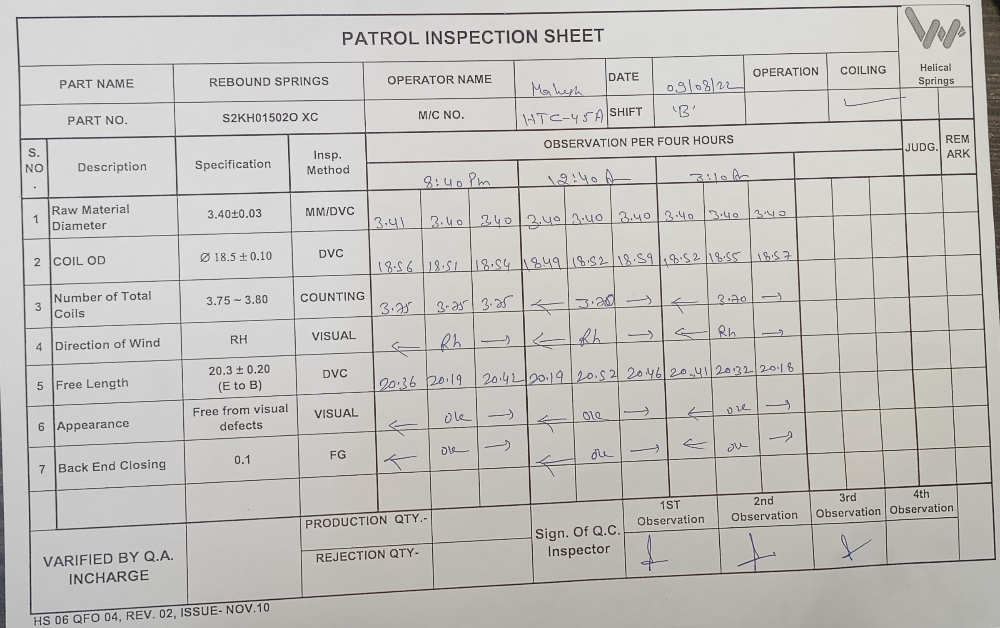 PATROL INSPECTION SHEET
Helical
Springs
PART NAME REBOUND SPRINGS OPERATOR NAME Mahesh DATE 09/08/22 OPERATION COILING
PART NO. S2KH01502O XC M/C NO. HTC-45A SHIFT 'B'
S. NO. Description Specification Insp. Method OBSERVATION PER FOUR HOURS JUDG. REM ARK
8:40 Pm 12:40 A 3:10 A
1 Raw Material Diameter 3.40±0.03 MM/DVC 3.41 3.40 3.40 3.40 3.40 3.40 3.40 3.40 3.40
2 COIL OD Ø 18.5 ± 0.10 DVC 18.56 18.51 18.54 18.49 18.52 18.59 18.52 18.55 18.57
3 Number of Total Coils 3.75 ~ 3.80 COUNTING 3.75 3.75 3.75 ← → ← 3.70 →
4 Direction of Wind RH VISUAL ← Rh → ← Rh → ← Rh →
5 Free Length 20.3 ± 0.20 (E to B) DVC 20.36 20.19 20.42 20.19 20.52 20.46 20.41 20.32 20.18
6 Appearance Free from visual defects VISUAL ← ok → ← ok → ← ok →
7 Back End Closing 0.1 FG ← ok → ← ok → ← ok →
VARIFIED BY Q.A. INCHARGE
PRODUCTION QTY.-
REJECTION QTY-
Sign. Of Q.C. Inspector
1ST Observation 2nd Observation 3rd Observation 4th Observation
HS 06 QFO 04, REV. 02, ISSUE- NOV.10